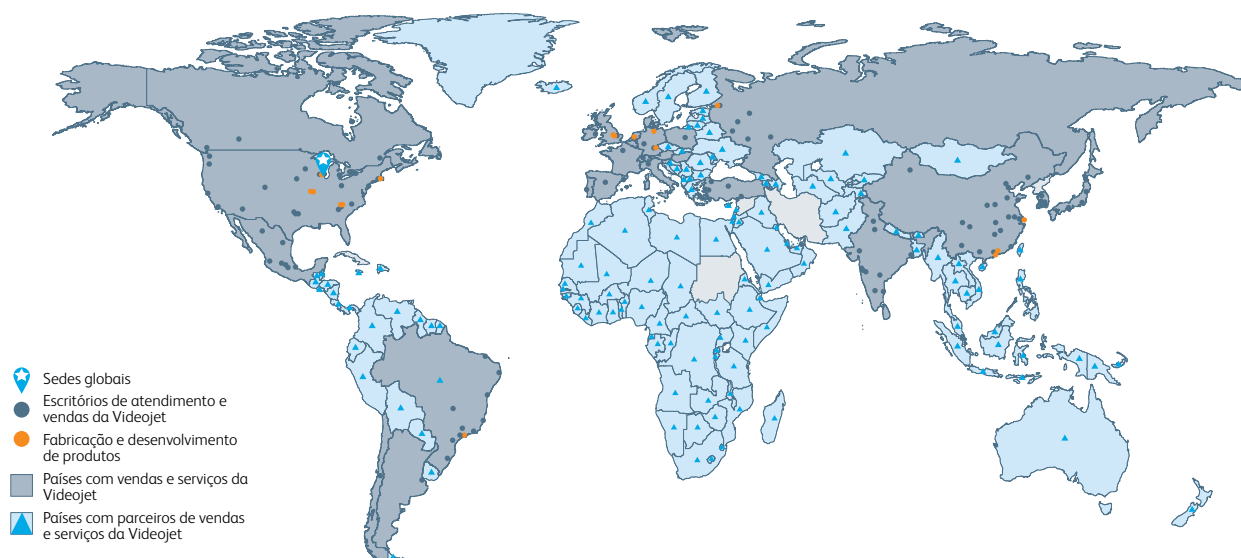 Sedes globais
Escritórios de atendimento e
vendas da Videojet
Fabricação e desenvolvimento
de produtos
Países com vendas e serviços da
Videojet
Países com parceiros de vendas
e serviços da Videojet